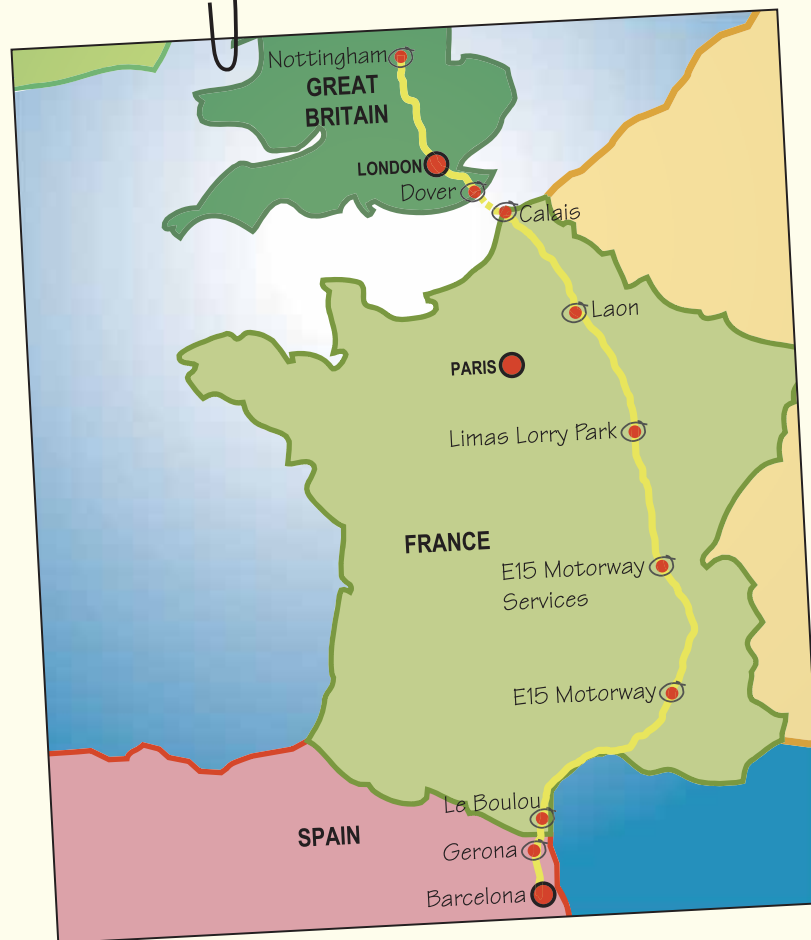 Nottingham
GREAT
BRITAIN
LONDON
Dover
Calais
Laon
PARIS
Limas Lorry Park
FRANCE
E15 Motorway
Services
E15 Motorway
Le Boulou
SPAIN
Gerona
Barcelona